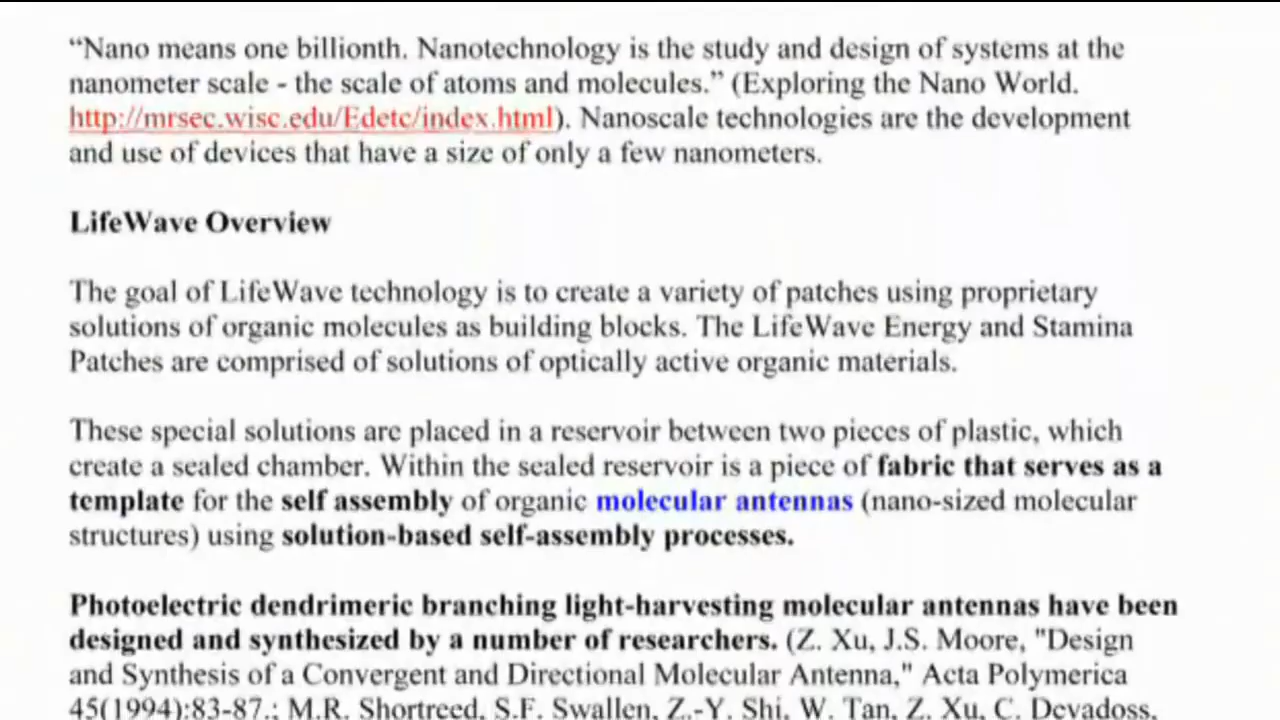 “Nano means one billionth. Nanotechnology is the study and design of systems at the
nanometer scale - the scale of atoms and molecules.” (Exploring the Nano World.
http://mrsec.wisc.edu/Edetc/index.html). Nanoscale technologies are the development
and use of devices that have a size of only a few nanometers.
LifeWave Overview
The goal of LifeWave technology is to create a variety of patches using proprietary
solutions of organic molecules as building blocks. The LifeWave Energy and Stamina
Patches are comprised of solutions of optically active organic materials.
These special solutions are placed in a reservoir between two pieces of plastic, which
create a sealed chamber. Within the sealed reservoir is a piece of fabric that serves as a
template for the self assembly of organic molecular antennas (nano-sized molecular
structures) using solution-based self-assembly processes.
Photoelectric dendrimeric branching light-harvesting molecular antennas have been
designed and synthesized by a number of researchers. (Z. Xu, J.S. Moore, "Design
and Synthesis of a Convergent and Directional Molecular Antenna," Acta Polymerica
45(1994):83-87.; M.R. Shortreed, S.F. Swallen, Z.-Y. Shi, W. Tan, Z. Xu, C. Devadoss,